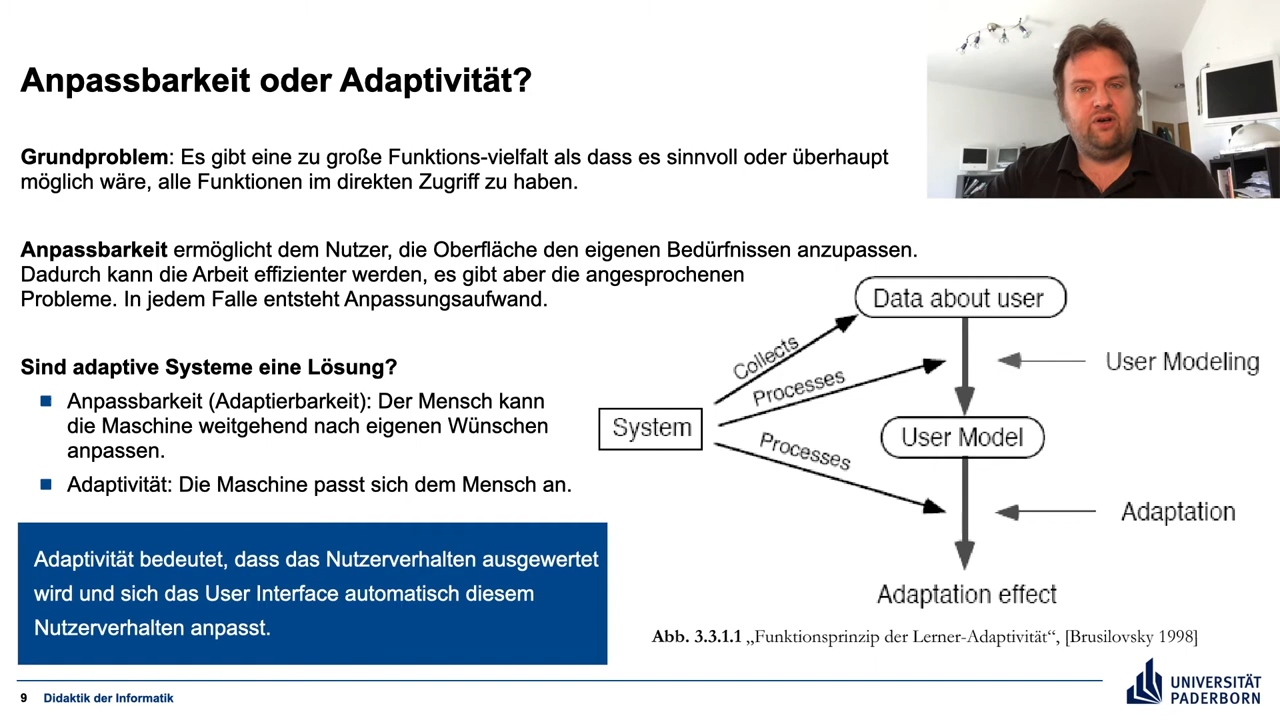 Anpassbarkeit oder Adaptivität?
Grundproblem: Es gibt eine zu große Funktions-vielfalt als dass es sinnvoll oder überhaupt
möglich wäre, alle Funktionen im direkten Zugriff zu haben.
Anpassbarkeit ermöglicht dem Nutzer, die Oberfläche den eigenen Bedürfnissen anzupassen.
Dadurch kann die Arbeit effizienter werden, es gibt aber die angesprochenen
Probleme. In jedem Falle entsteht Anpassungsaufwand.
Sind adaptive Systeme eine Lösung?
Anpassbarkeit (Adaptierbarkeit): Der Mensch kann
die Maschine weitgehend nach eigenen Wünschen
anpassen.
Adaptivität: Die Maschine passt sich dem Mensch an.
Adaptivität bedeutet, dass das Nutzerverhalten ausgewertet
wird und sich das User Interface automatisch diesem
Nutzerverhalten anpasst.
Data about user
Collects
Processes
User Modeling
System
User Model
Processes
Adaptation
Adaptation effect
Abb. 3.3.1.1 „Funktionsprinzip der Lerner-Adaptivität“, [Brusilovsky 1998]
9 Didaktik der Informatik
UNIVERSITÄT
PADERBORN